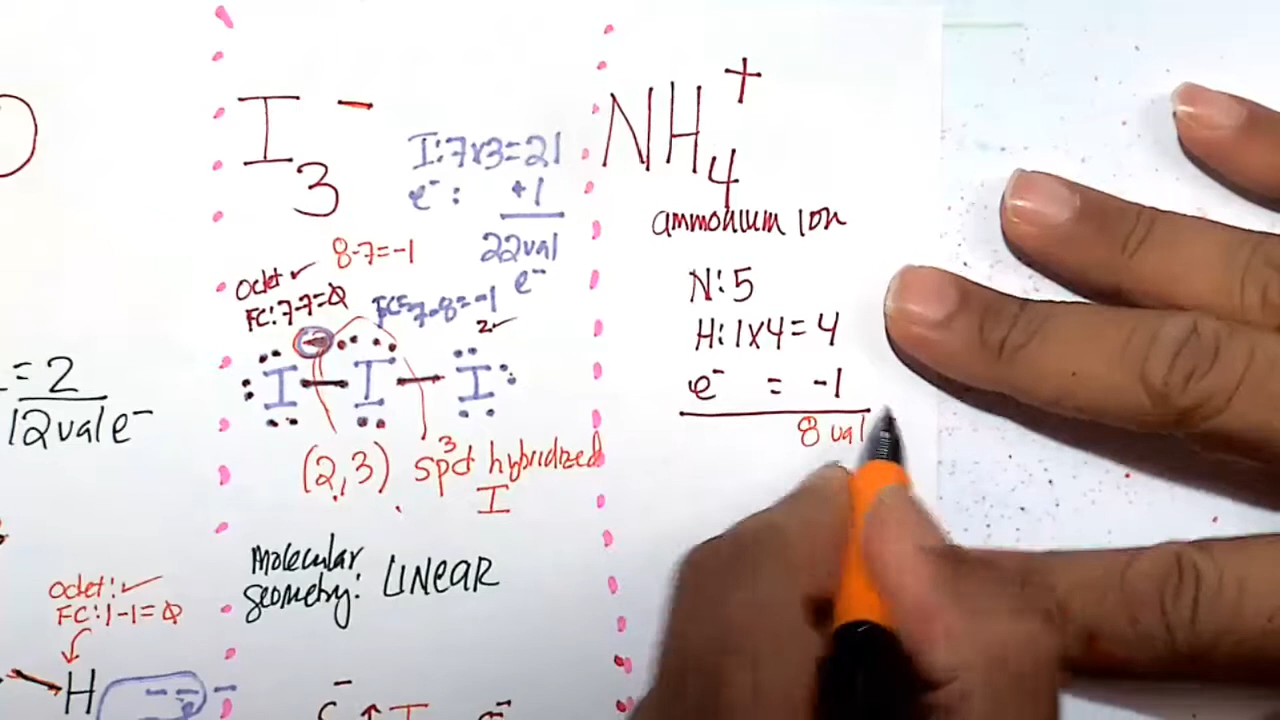 I3 -
I: 7x3=21
e-: +1
22 val
e-
8-7=-1
Octet ✓
FC: 7-7=0
FC=7-8=-1
2 ✓
I - I - I
(2,3) sp3d hybridized
I
Molecular
geometry: LINEAR
NH4+
ammonium ion
N: 5
H: 1x4=4
e- = -1
8 val
= 2
12 val e-
Octet: ✓
FC: 1-1=0
H